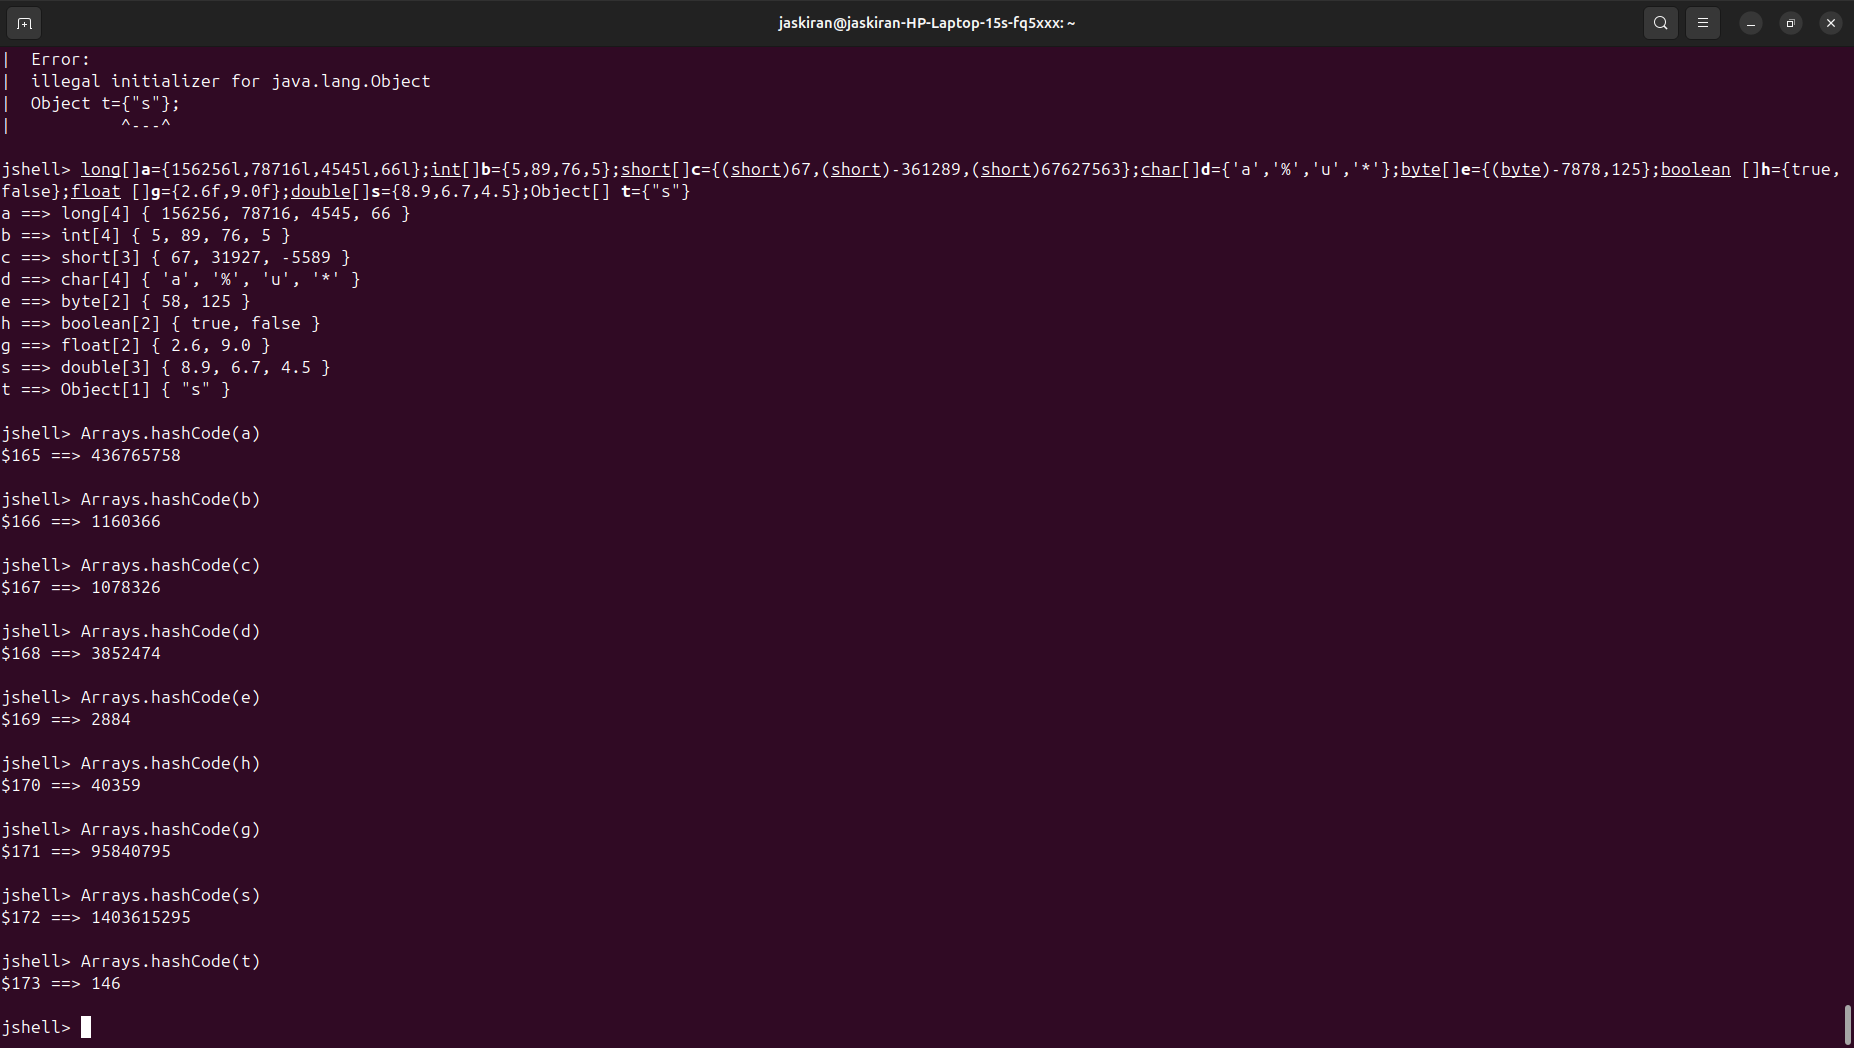 jaskiran@jaskiran-HP-Laptop-15s-fq5xxx: ~
|  Error:
|  illegal initializer for java.lang.Object
|  Object t={"s"};
|           ^---^
jshell> long[]a={156256l,78716l,4545l,66l};int[]b={5,89,76,5};short[]c={(short)67,(short)-361289,(short)67627563};char[]d={'a','%','u','*'};byte[]e={(byte)-7878,125};boolean []h={true,
false};float []g={2.6f,9.0f};double[]s={8.9,6.7,4.5};Object[] t={"s"}
a ==> long[4] { 156256, 78716, 4545, 66 }
b ==> int[4] { 5, 89, 76, 5 }
c ==> short[3] { 67, 31927, -5589 }
d ==> char[4] { 'a', '%', 'u', '*' }
e ==> byte[2] { 58, 125 }
h ==> boolean[2] { true, false }
g ==> float[2] { 2.6, 9.0 }
s ==> double[3] { 8.9, 6.7, 4.5 }
t ==> Object[1] { "s" }
jshell> Arrays.hashCode(a)
$165 ==> 436765758
jshell> Arrays.hashCode(b)
$166 ==> 1160366
jshell> Arrays.hashCode(c)
$167 ==> 1078326
jshell> Arrays.hashCode(d)
$168 ==> 3852474
jshell> Arrays.hashCode(e)
$169 ==> 2884
jshell> Arrays.hashCode(h)
$170 ==> 40359
jshell> Arrays.hashCode(g)
$171 ==> 95840795
jshell> Arrays.hashCode(s)
$172 ==> 1403615295
jshell> Arrays.hashCode(t)
$173 ==> 146
jshell>